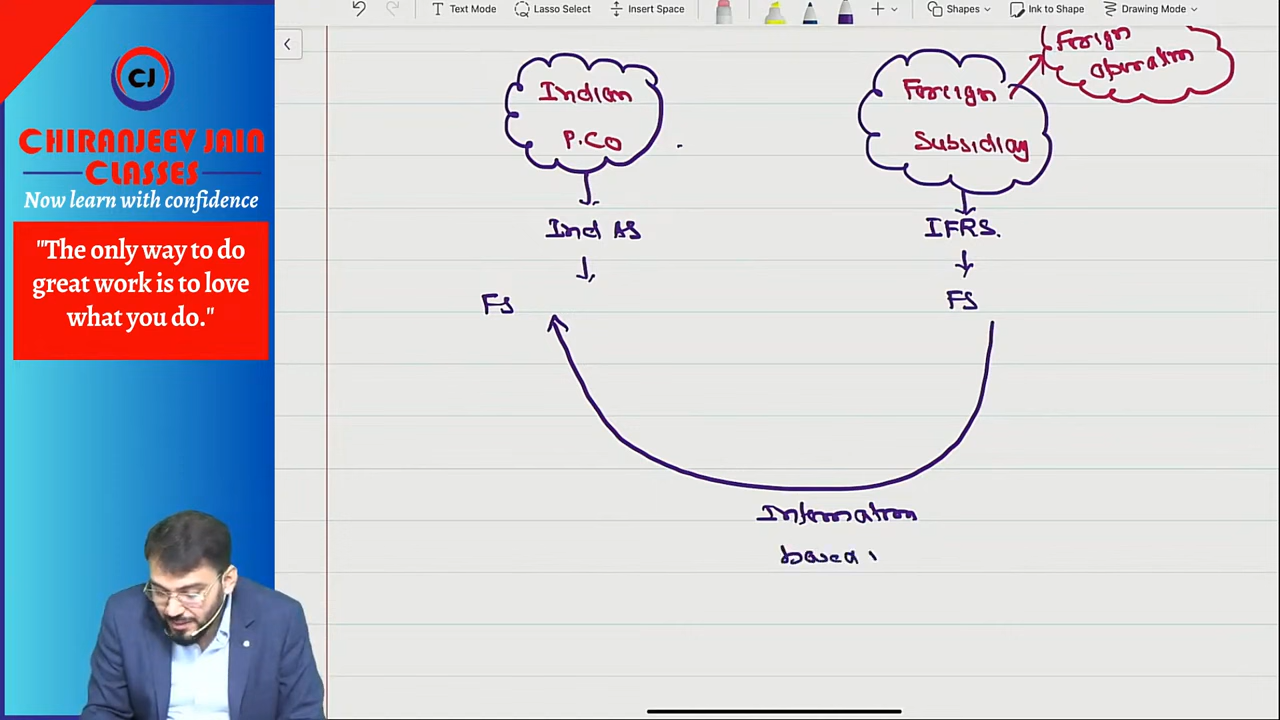 Text Mode
Lasso Select
Insert Space
Shapes
Ink to Shape
Drawing Mode
CJ
CHIRANJEEV JAIN
CLASSES
Now learn with confidence
"The only way to do
great work is to love
what you do."
Indian
P.CO
Foreign
Subsidiay
Foreign
operation
Ind AS
IFRS.
FS
FS
Information
based